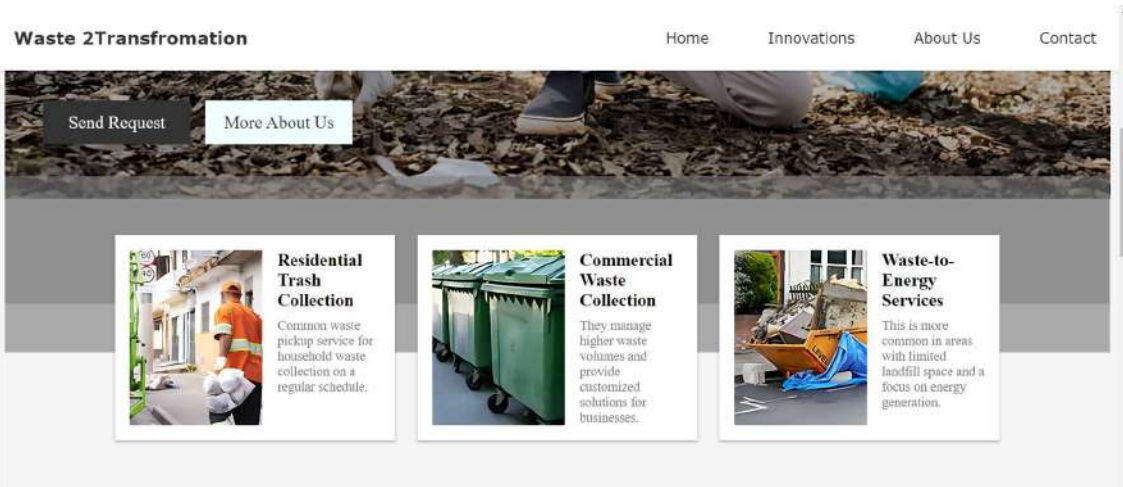 Waste 2Transfromation
Home Innovations About Us Contact
Send Request More About Us
Residential
Trash
Collection
Common waste
pickup service for
household waste
collection on a
regular schedule.
Commercial
Waste
Collection
They manage
higher waste
volumes and
provide
customized
solutions for
businesses.
Waste-to-
Energy
Services
This is more
common in areas
with limited
landfill space and a
focus on energy
generation.